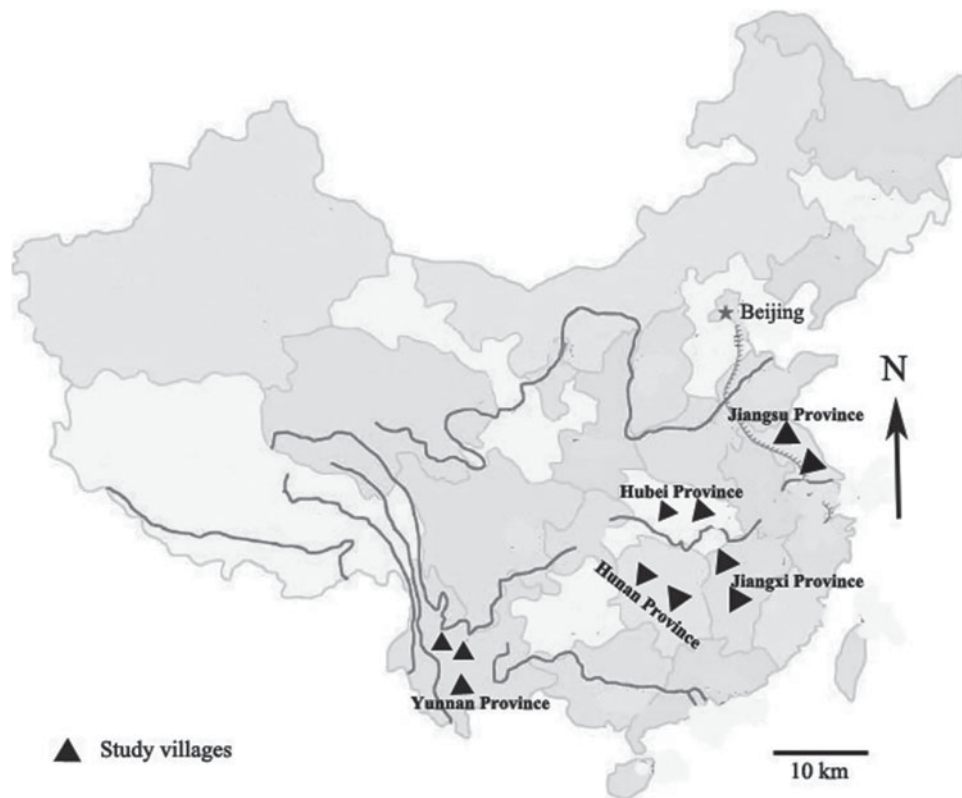 Beijing
N
Jiangsu Province
Hubei Province
Hunan Province
Jiangxi Province
Yunnan Province
Study villages
10 km